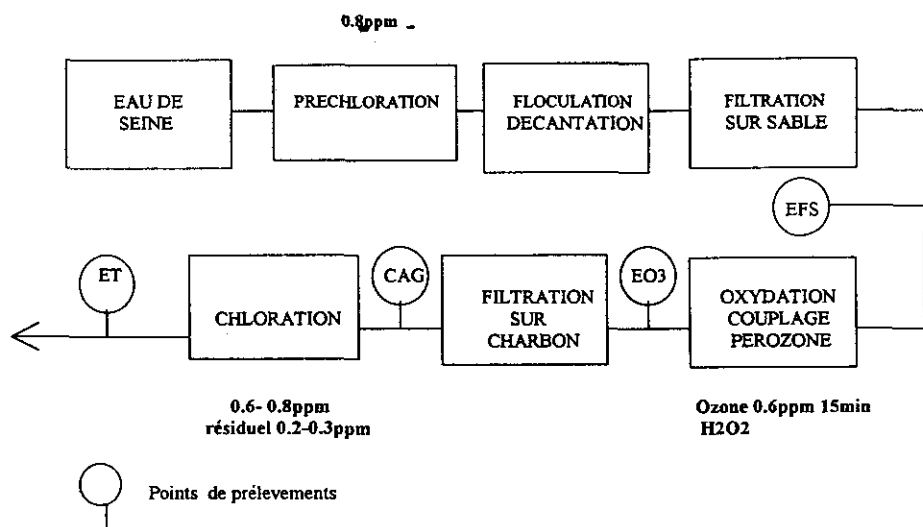 0.8ppm
EAU DE
SEINE
PRECHLORATION
FLOCULATION
DECANTATION
FILTRATION
SUR SABLE
EFS
ET
CHLORATION
CAG
FILTRATION
SUR
CHARBON
EO3
OXYDATION
COUPLAGE
PEROZONE
0.6- 0.8ppm
résiduel 0.2-0.3ppm
Ozone 0.6ppm 15min
H2O2
Points de prélevements